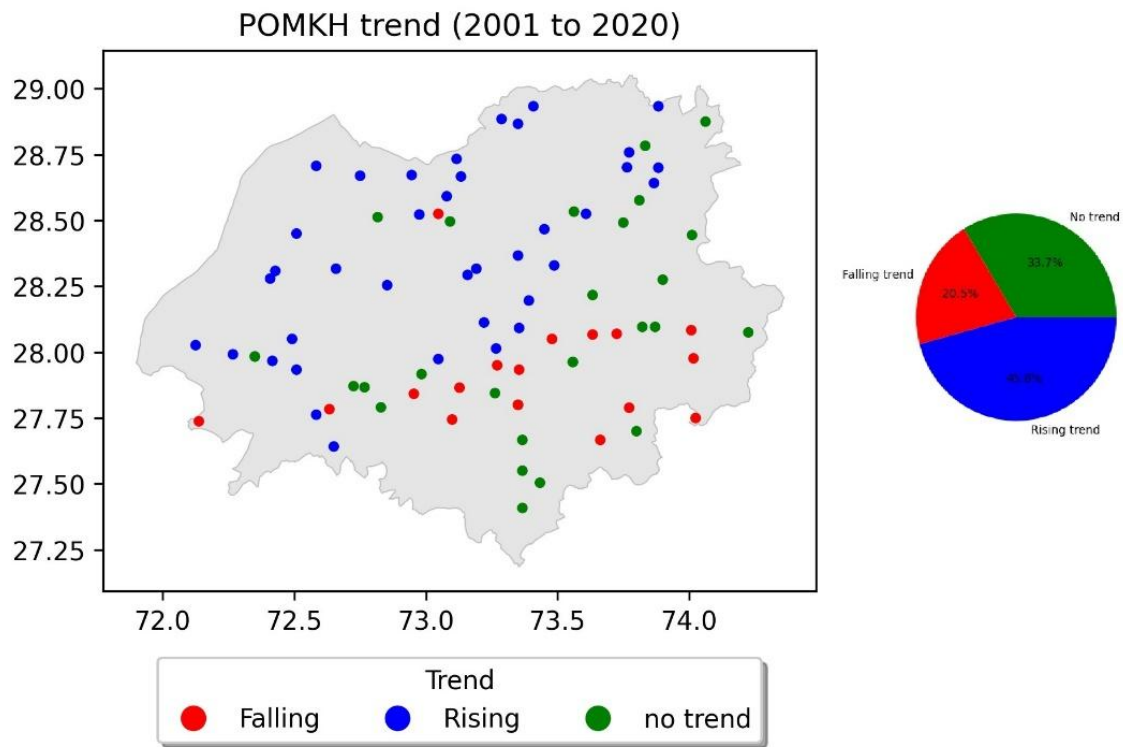 POMKH trend (2001 to 2020)
29.00
28.75
28.50
28.25
28.00
27.75
27.50
27.25
72.0 72.5 73.0 73.5 74.0
No trend
33.7%
Falling trend
20.5%
45.8%
Rising trend
Trend
Falling Rising no trend